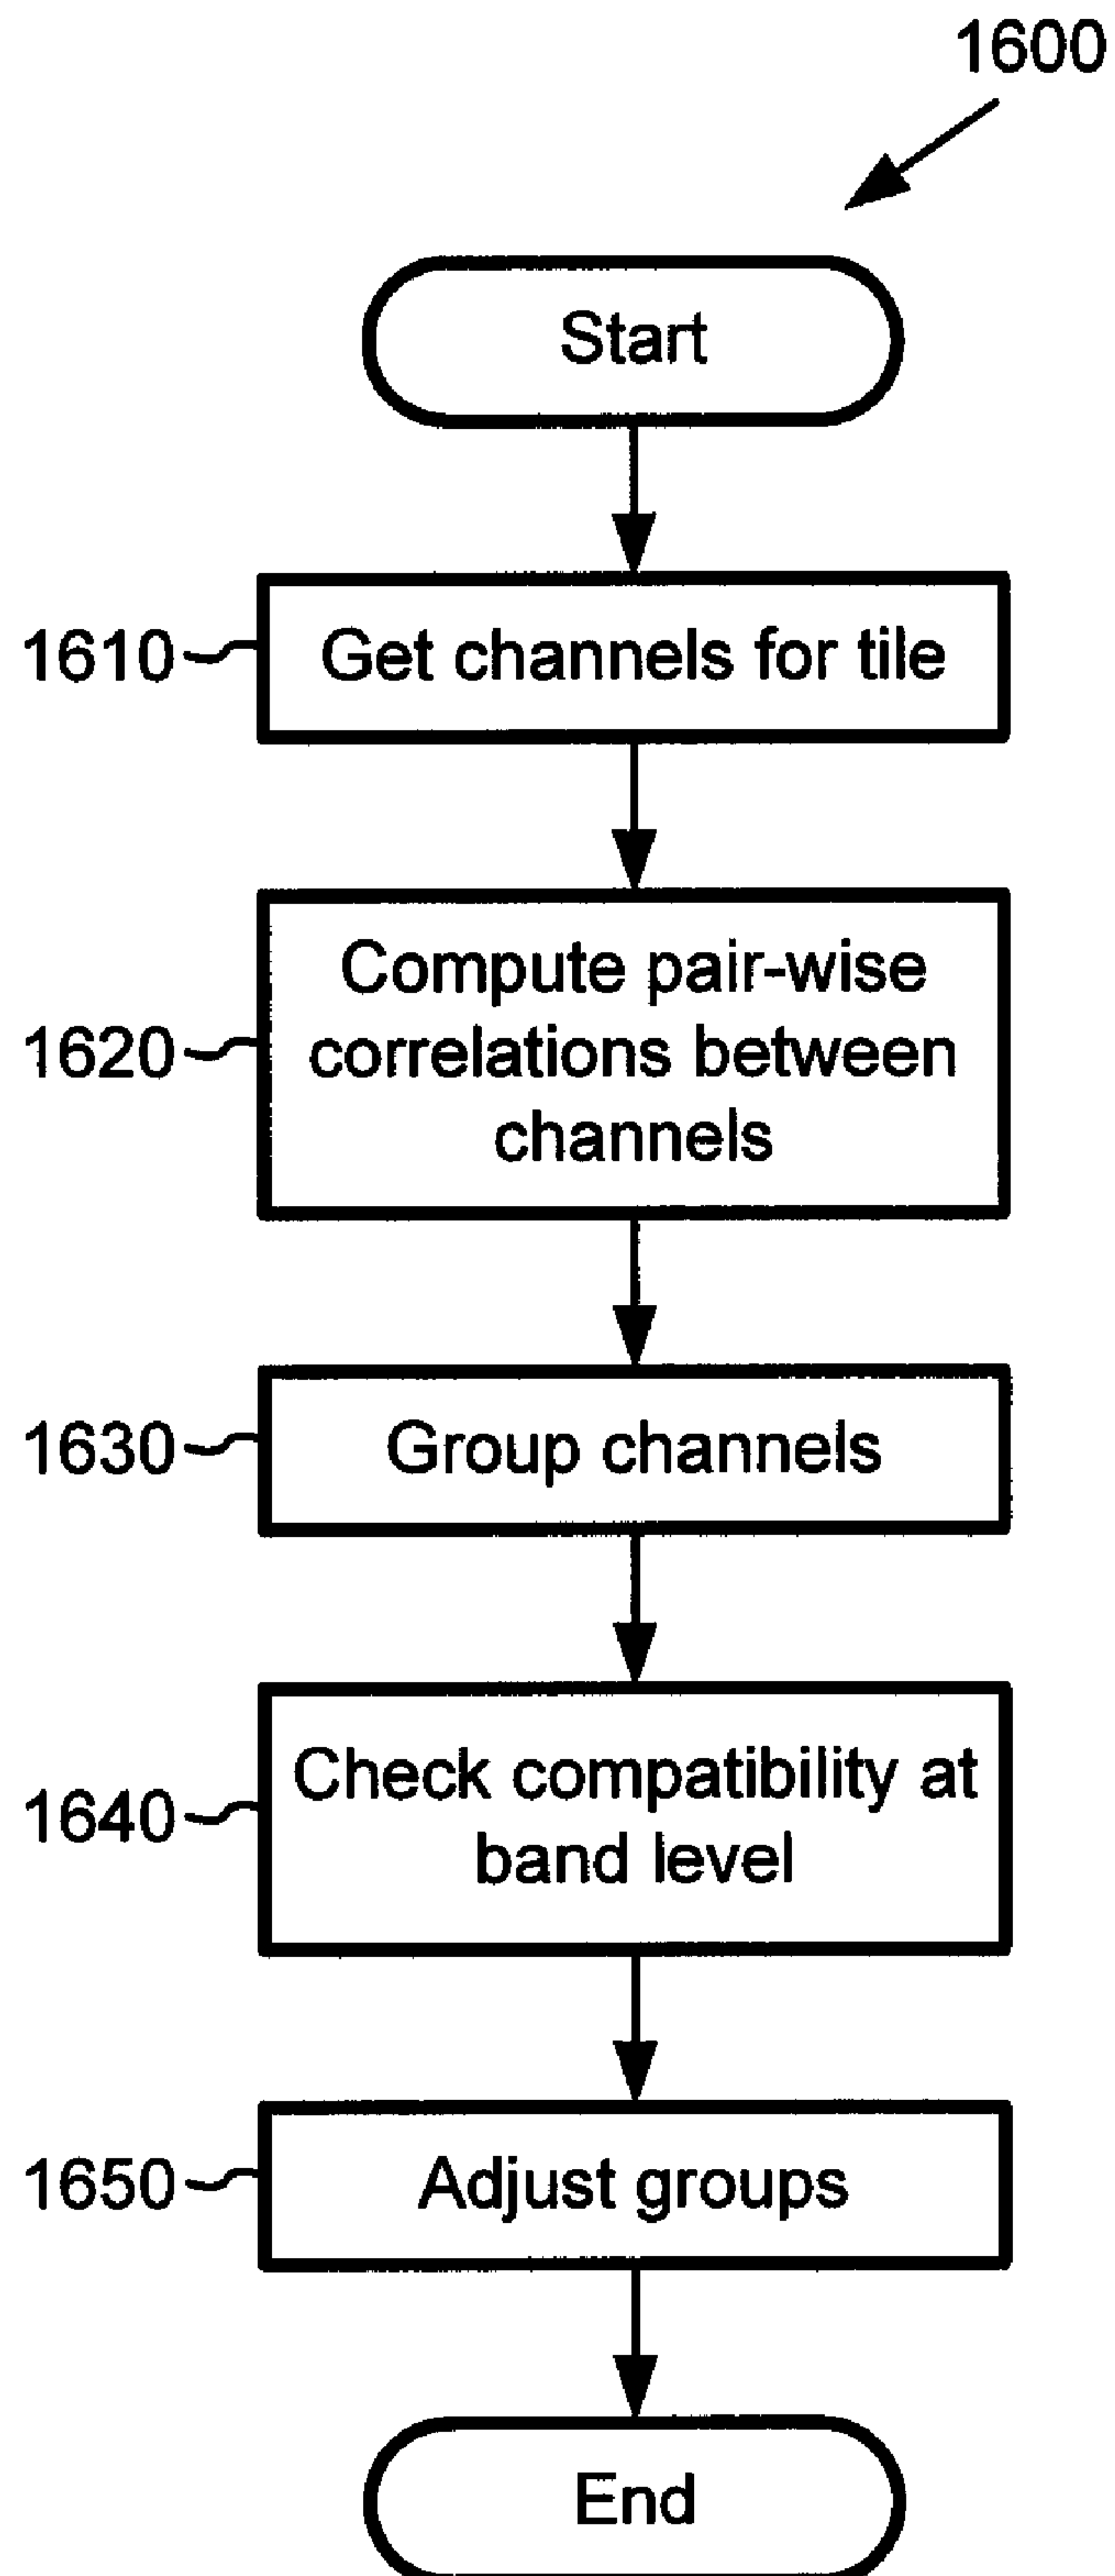 1600
Start
1610
Get channels for tile
1620
Compute pair-wise
correlations between
channels
1630
Group channels
1640
Check compatibility at
band level
1650
Adjust groups
End